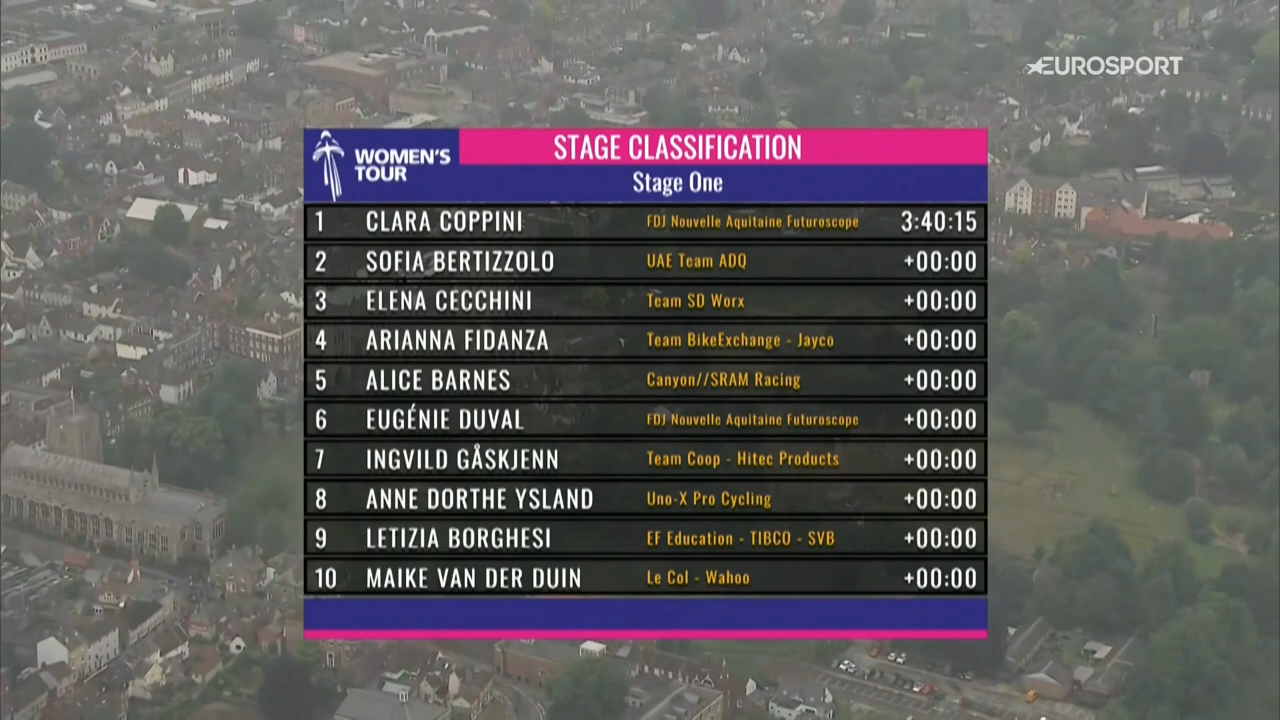 EUROSPORT
WOMEN'S TOUR
STAGE CLASSIFICATION
Stage One
1 CLARA COPPINI FDJ Nouvelle Aquitaine Futuroscope 3:40:15
2 SOFIA BERTIZZOLO UAE Team ADQ +00:00
3 ELENA CECCHINI Team SD Worx +00:00
4 ARIANNA FIDANZA Team BikeExchange - Jayco +00:00
5 ALICE BARNES Canyon//SRAM Racing +00:00
6 EUGÉNIE DUVAL FDJ Nouvelle Aquitaine Futuroscope +00:00
7 INGVILD GÅSKJENN Team Coop - Hitec Products +00:00
8 ANNE DORTHE YSLAND Uno-X Pro Cycling +00:00
9 LETIZIA BORGHESI EF Education - TIBCO - SVB +00:00
10 MAIKE VAN DER DUIN Le Col - Wahoo +00:00